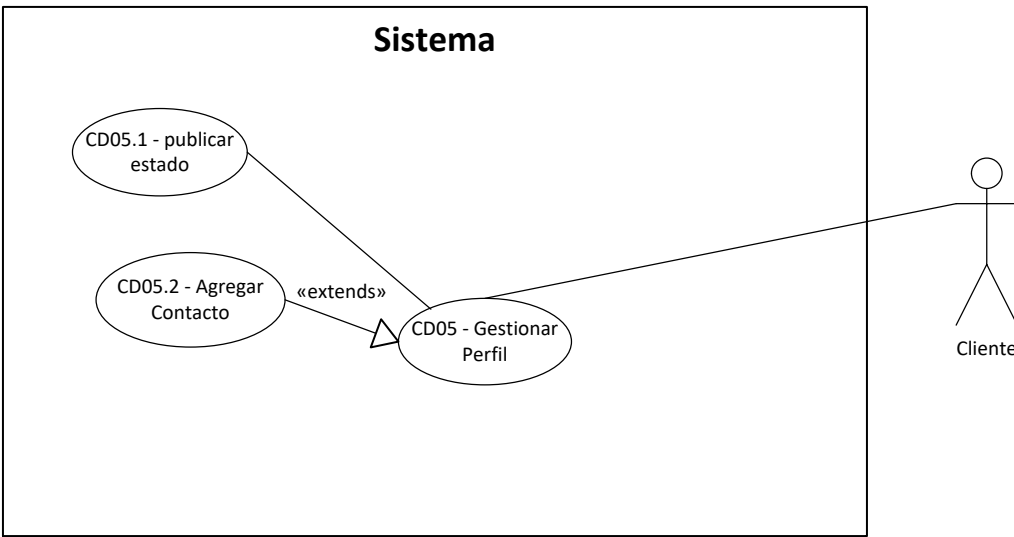 Sistema
CD05.1 - publicar
estado
CD05.2 - Agregar
Contacto
«extends»
CD05 - Gestionar
Perfil
Cliente